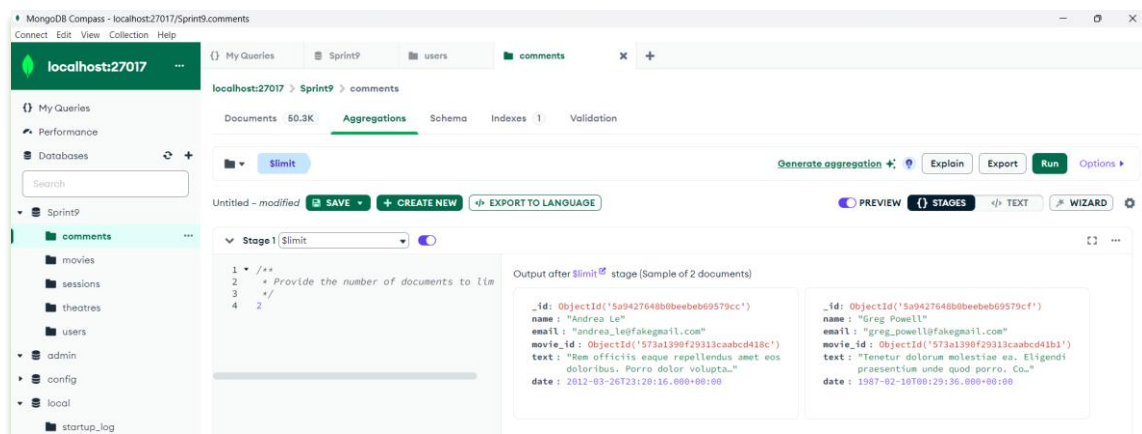 MongoDB Compass - localhost:27017/Sprint9.comments
Connect Edit View Collection Help
localhost:27017 ...
{} My Queries
Performance
Databases
Search
Sprint9
comments ...
movies
sessions
theatres
users
admin
config
local
startup_log
{} My Queries Sprint9 users comments
localhost:27017 > Sprint9 > comments
Documents 50.3K Aggregations Schema Indexes 1 Validation
$limit Generate aggregation Explain Export Run Options
Untitled – modified SAVE + CREATE NEW </> EXPORT TO LANGUAGE PREVIEW {} STAGES </> TEXT WIZARD
Stage 1 $limit ...
1 /**
2 * Provide the number of documents to lim
3 */
4 2
Output after $limit stage (Sample of 2 documents)
_id: ObjectId('5a9427648b0beebeb69579cc')
name : "Andrea Le"
email : "andrea_le@fakegmail.com"
movie_id : ObjectId('573a1390f29313caabcd418c')
text : "Rem officiis eaque repellendus amet eos
doloribus. Porro dolor volupta…"
date : 2012-03-26T23:20:16.000+00:00
_id: ObjectId('5a9427648b0beebeb69579cf')
name : "Greg Powell"
email : "greg_powell@fakegmail.com"
movie_id : ObjectId('573a1390f29313caabcd41b1')
text : "Tenetur dolorum molestiae ea. Eligendi
praesentium unde quod porro. Co…"
date : 1987-02-10T00:29:36.000+00:00